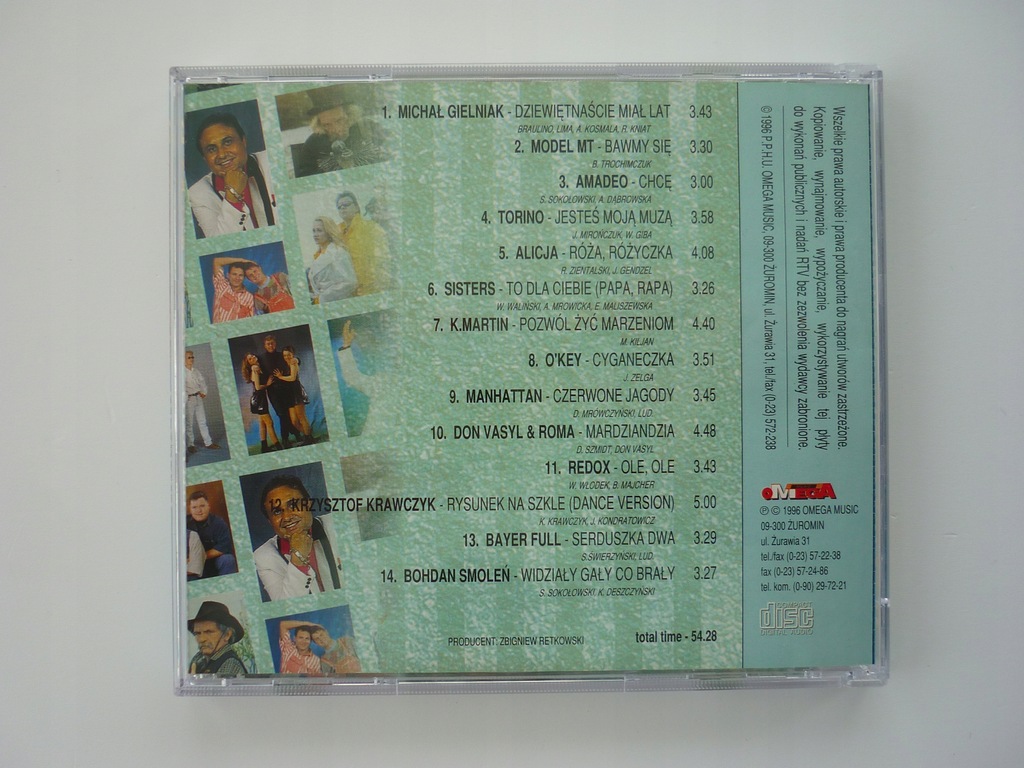 1. MICHAŁ GIELNIAK - DZIEWIĘTNAŚCIE MIAŁ LAT 3.43
BRAULINO, LIMA, A. KOSMALA, R. KNIAT
2. MODEL MT - BAWMY SIĘ 3.30
B. TROCHIMCZUK
3. AMADEO - CHCĘ 3.00
S. SOKOŁOWSKI, A. DĄBROWSKA
4. TORINO - JESTEŚ MOJĄ MUZĄ 3.58
J. MIROŃCZUK, W. GIBA
5. ALICJA - RÓŻA, RÓŻYCZKA 4.08
R. ZIENTALSKI, J. GENDZEL
6. SISTERS - TO DLA CIEBIE (PAPA, RAPA) 3.26
W. WALIŃSKI, A. MROWICKA, E. MALISZEWSKA
7. K.MARTIN - POZWÓL ŻYĆ MARZENIOM 4.40
M. KILJAN
8. O'KEY - CYGANECZKA 3.51
J. ZELGA
9. MANHATTAN - CZERWONE JAGODY 3.45
D. MRÓWCZYŃSKI, LUD.
10. DON VASYL & ROMA - MARDZIANDZIA 4.48
D. SZMIDT, DON VASYL
11. REDOX - OLE, OLE 3.43
W. WŁODEK, B. MAJCHER
12. KRZYSZTOF KRAWCZYK - RYSUNEK NA SZKLE (DANCE VERSION) 5.00
K. KRAWCZYK, J. KONDRATOWICZ
13. BAYER FULL - SERDUSZKA DWA 3.29
S.ŚWIERZYŃSKI, LUD.
14. BOHDAN SMOLEŃ - WIDZIAŁY GAŁY CO BRAŁY 3.27
S. SOKOŁOWSKI, K. DESZCZYŃSKI
PRODUCENT: ZBIGNIEW RETKOWSKI
total time - 54.28
Wszelkie prawa autorskie i prawa producenta do nagrań utworów zastrzeżone.
Kopiowanie, wynajmowanie, wypożyczanie, wykorzystywanie tej płyty
do wykonań publicznych i nadań RTV bez zezwolenia wydawcy zabronione.
© 1996 P.P.H.U. OMEGA MUSIC, 09-300 ŻUROMIN, ul. Żurawia 31, tel./fax (0-23) 572-238
OMEGA
℗ © 1996 OMEGA MUSIC
09-300 ŻUROMIN
ul. Żurawia 31
tel./fax (0-23) 57-22-38
fax (0-23) 57-24-86
tel. kom. (0-90) 29-72-21
COMPACT
disc
DIGITAL AUDIO